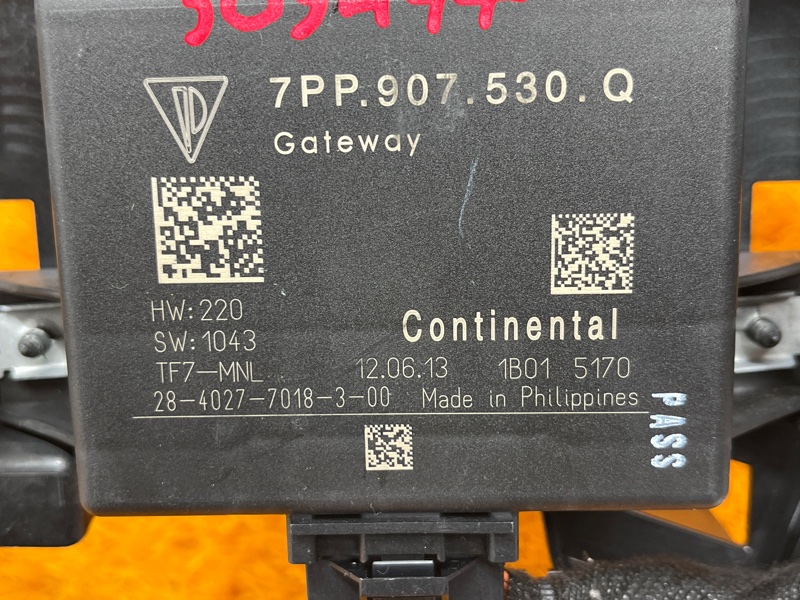 7PP.907.530.Q
Gateway
HW: 220
SW: 1043
Continental
TF7-MNL 12.06.13 1B01 5170
28-4027-7018-3-00 Made in Philippines
PASS